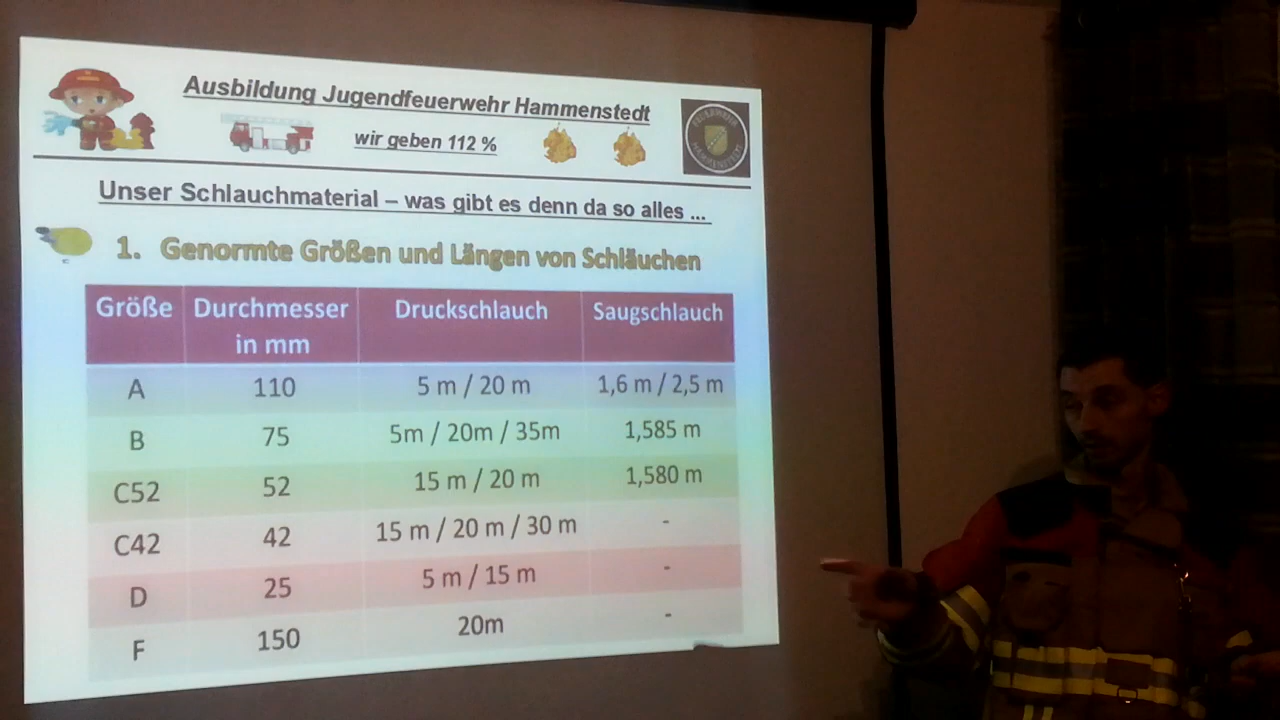 Ausbildung Jugendfeuerwehr Hammenstedt
wir geben 112 %
FEUERWEHR
HAMMENSTEDT
Unser Schlauchmaterial – was gibt es denn da so alles ...
1. Genormte Größen und Längen von Schläuchen
Größe Durchmesser in mm Druckschlauch Saugschlauch
A 110 5 m / 20 m 1,6 m / 2,5 m
B 75 5m / 20m / 35m 1,585 m
C52 52 15 m / 20 m 1,580 m
C42 42 15 m / 20 m / 30 m -
D 25 5 m / 15 m -
F 150 20m -